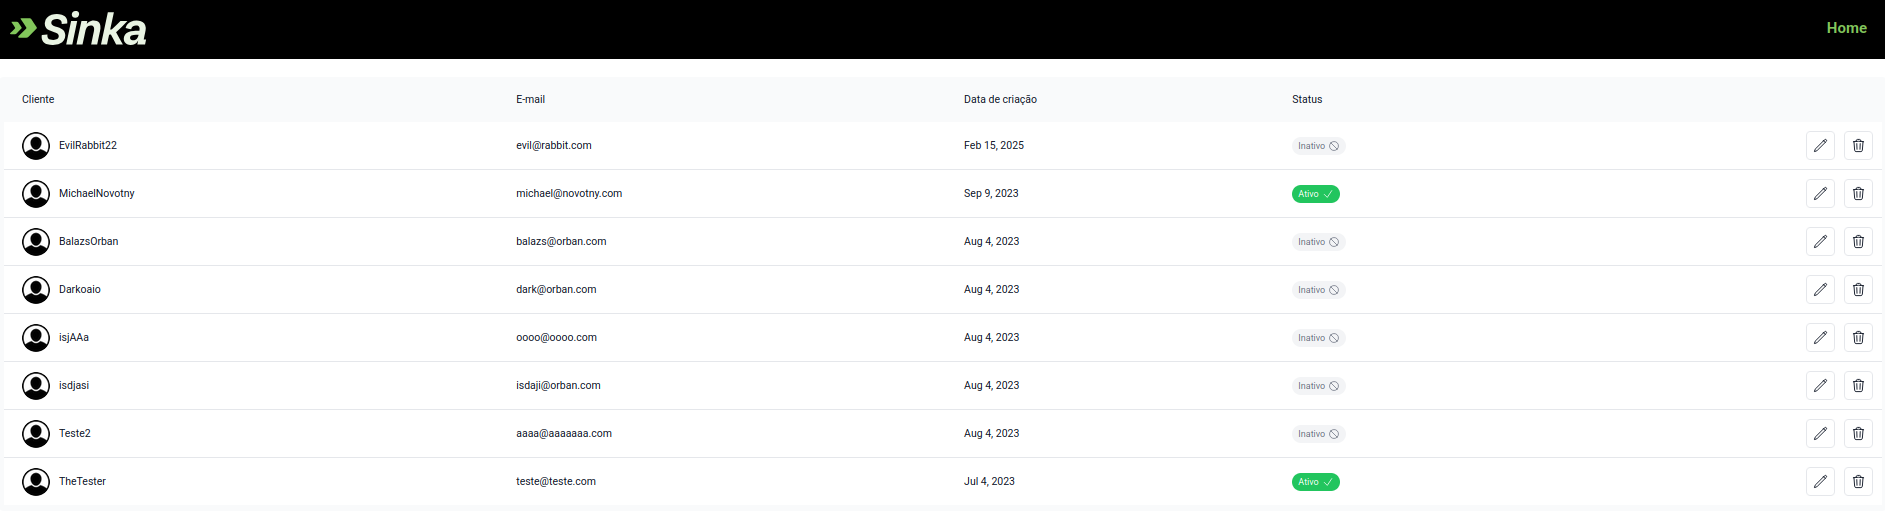 Sinka
Home
Cliente E-mail Data de criação Status
EvilRabbit22 evil@rabbit.com Feb 15, 2025 Inativo
MichaelNovotny michael@novotny.com Sep 9, 2023 Ativo
BalazsOrban balazs@orban.com Aug 4, 2023 Inativo
Darkoaio dark@orban.com Aug 4, 2023 Inativo
isjAAa oooo@oooo.com Aug 4, 2023 Inativo
isdjasi isdaji@orban.com Aug 4, 2023 Inativo
Teste2 aaaa@aaaaaaa.com Aug 4, 2023 Inativo
TheTester teste@teste.com Jul 4, 2023 Ativo